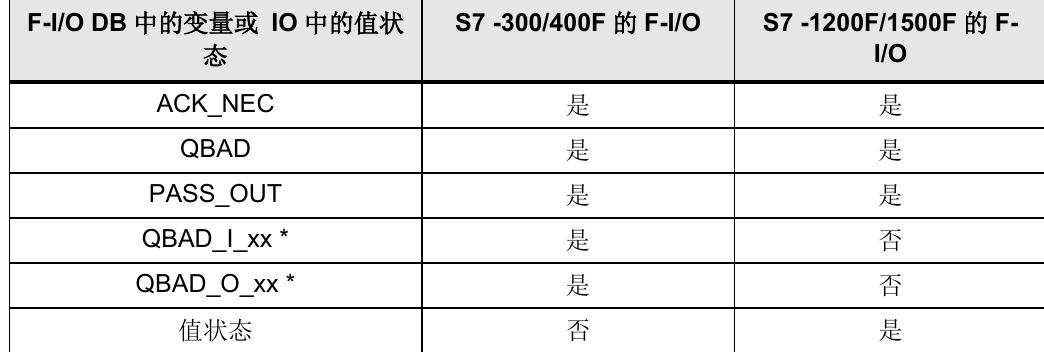 F-I/O DB 中的变量或 IO 中的值状 S7 -300/400F 的 F-I/O S7 -1200F/1500F 的 F-
态 I/O
ACK_NEC 是 是
QBAD 是 是
PASS_OUT 是 是
QBAD_I_xx * 是 否
QBAD_O_xx * 是 否
值状态 否 是